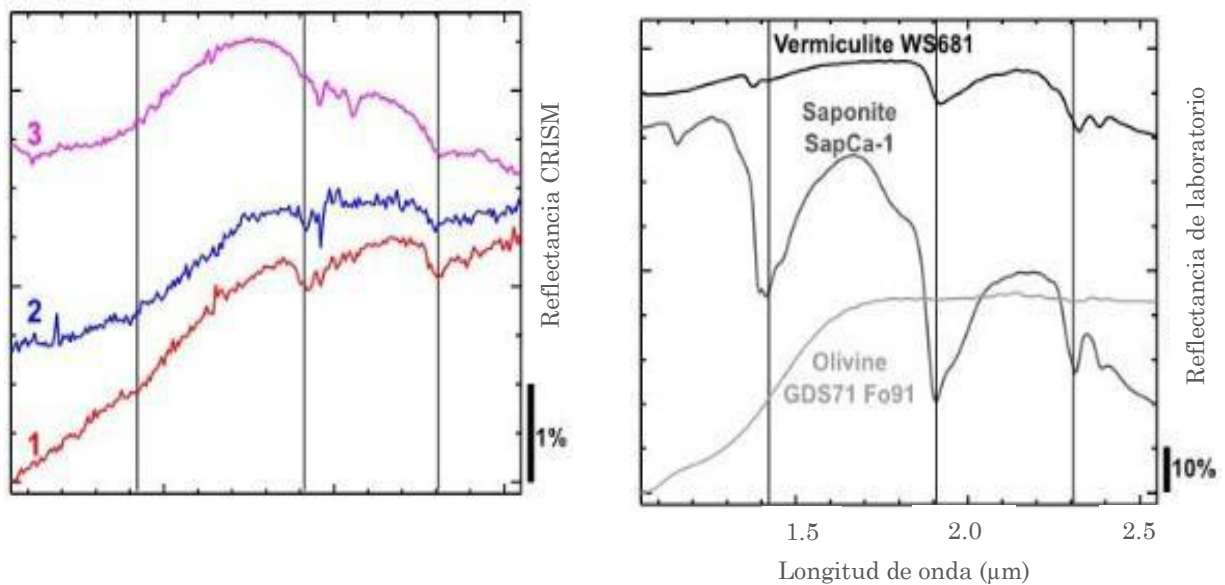 3
2
1
1%
Reflectancia CRISM
Vermiculite WS681
Saponite
SapCa-1
Olivine
GDS71 Fo91
10%
Reflectancia de laboratorio
1.5 2.0 2.5
Longitud de onda (µm)